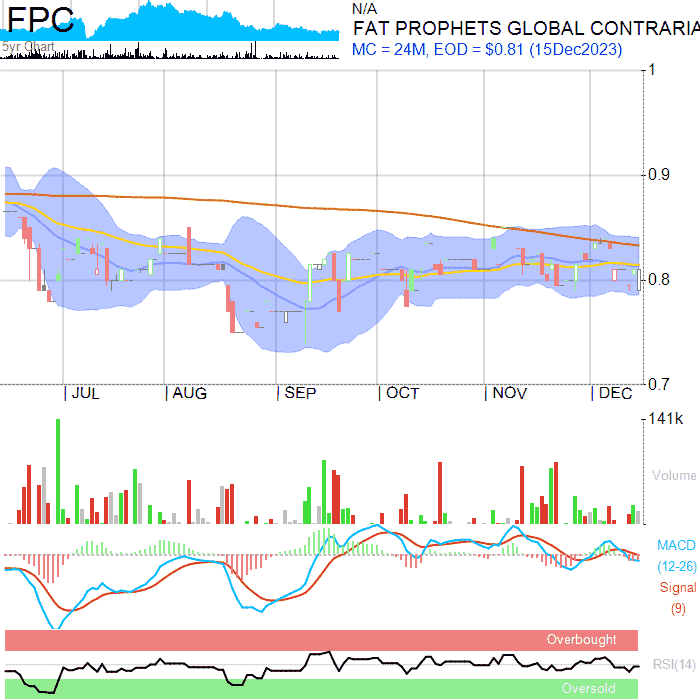 FPC
5yr Chart
N/A
FAT PROPHETS GLOBAL CONTRARIA
MC = 24M, EOD = $0.81 (15Dec2023)
1
0.9
0.8
0.7
JUL AUG SEP OCT NOV DEC
141k
Volume
MACD
(12-26)
Signal
(9)
Overbought
RSI(14)
Oversold